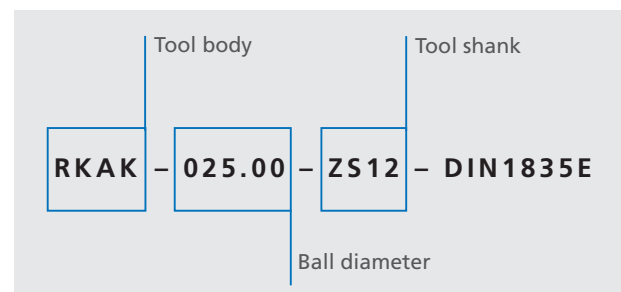 Tool body Tool shank
RKAK – 025.00 – ZS12 – DIN1835E
Ball diameter